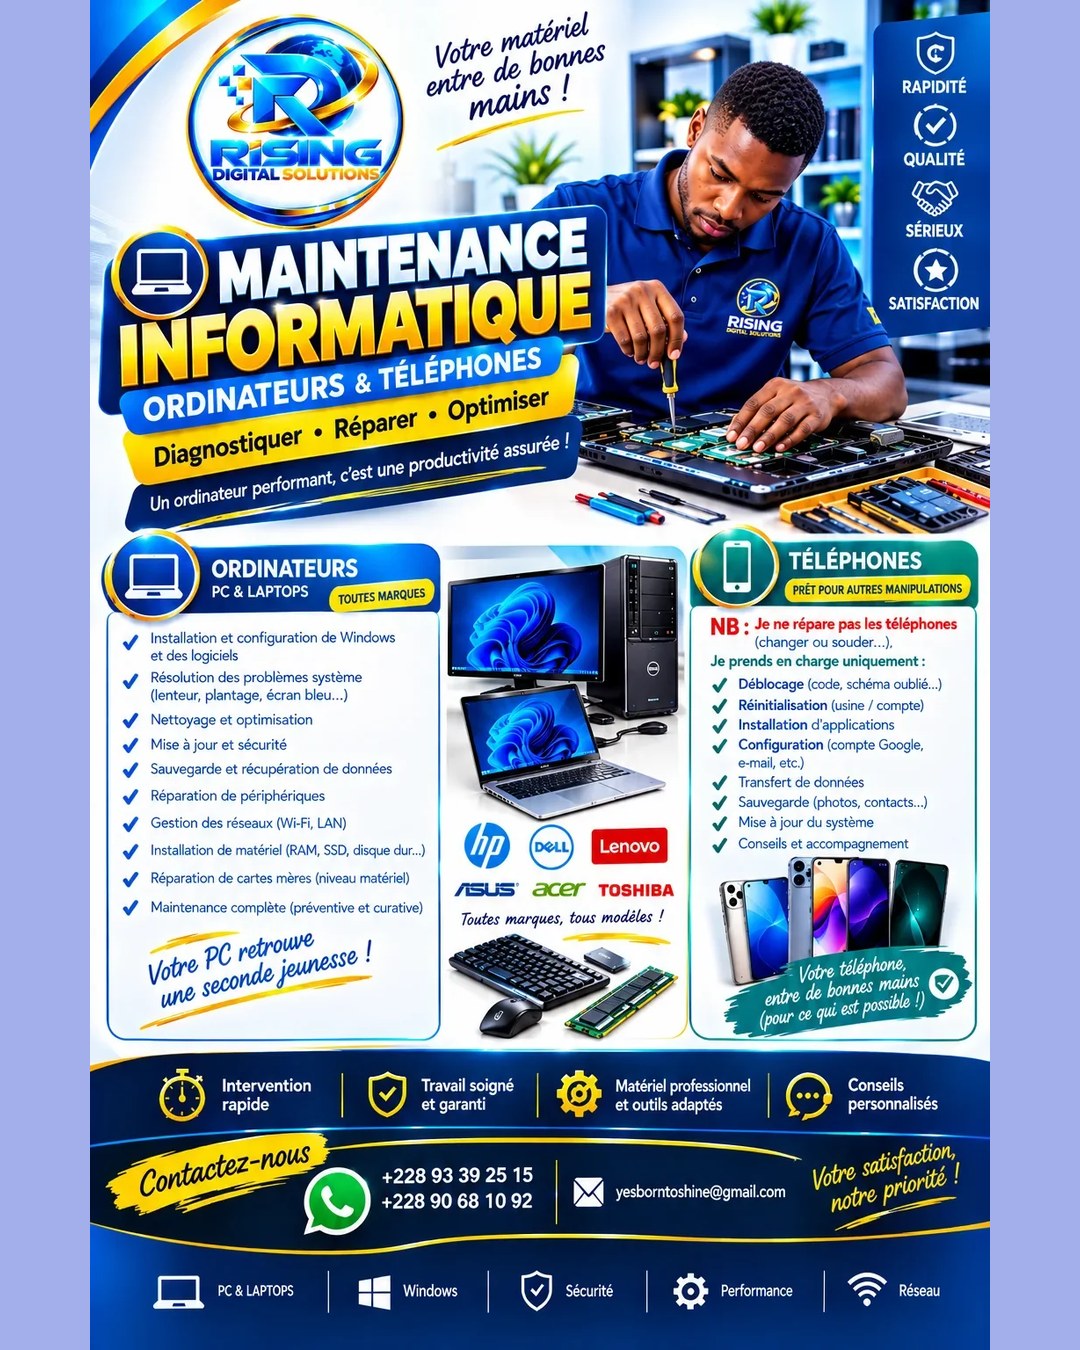 Votre matériel
entre de bonnes
mains !
RISING
DIGITAL SOLUTIONS
RAPIDITÉ
QUALITÉ
SÉRIEUX
SATISFACTION
MAINTENANCE
INFORMATIQUE
ORDINATEURS & TÉLÉPHONES
Diagnostiquer • Réparer • Optimiser
Un ordinateur performant, c'est une productivité assurée !
RISING
DIGITAL SOLUTIONS
ORDINATEURS
PC & LAPTOPS
TOUTES MARQUES
Installation et configuration de Windows
et des logiciels
Résolution des problèmes système
(lenteur, plantage, écran bleu...)
Nettoyage et optimisation
Mise à jour et sécurité
Sauvegarde et récupération de données
Réparation de périphériques
Gestion des réseaux (Wi-Fi, LAN)
Installation de matériel (RAM, SSD, disque dur...)
Réparation de cartes mères (niveau matériel)
Maintenance complète (préventive et curative)
Votre PC retrouve
une seconde jeunesse !
hp
DELL
Lenovo
ASUS
acer
TOSHIBA
Toutes marques, tous modèles !
TÉLÉPHONES
PRÊT POUR AUTRES MANIPULATIONS
NB : Je ne répare pas les téléphones
(changer ou souder...),
Je prends en charge uniquement :
Déblocage (code, schéma oublié...)
Réinitialisation (usine / compte)
Installation d'applications
Configuration (compte Google,
e-mail, etc.)
Transfert de données
Sauvegarde (photos, contacts...)
Mise à jour du système
Conseils et accompagnement
Votre téléphone,
entre de bonnes mains
(pour ce qui est possible !)
Intervention
rapide
Travail soigné
et garanti
Matériel professionnel
et outils adaptés
Conseils
personnalisés
Contactez-nous
+228 93 39 25 15
+228 90 68 10 92
yesborntoshine@gmail.com
Votre satisfaction,
notre priorité !
PC & LAPTOPS
Windows
Sécurité
Performance
Réseau